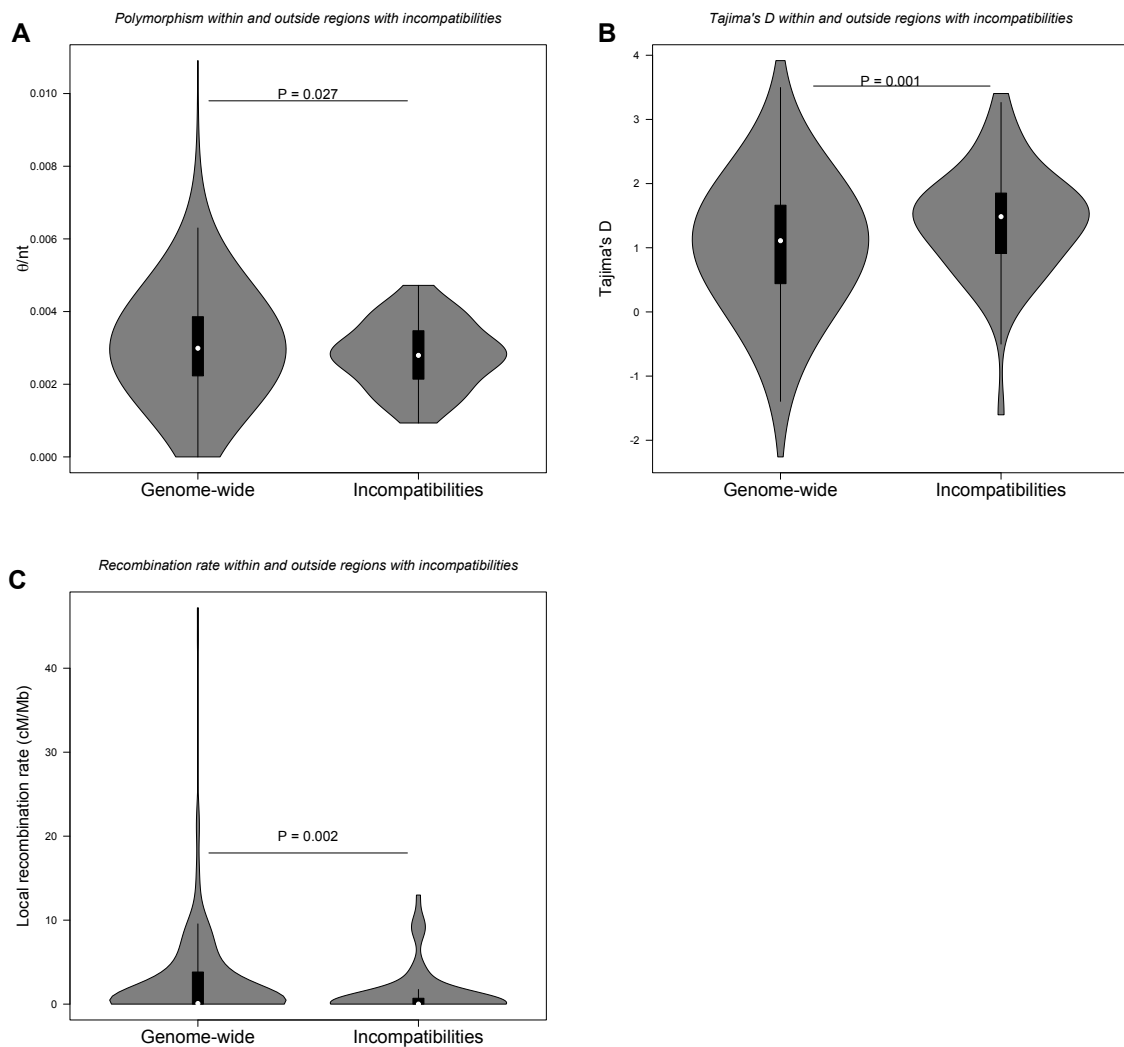 Polymorphism within and outside regions with incompatibilities
A
0.010
0.008
0.006
0.004
0.002
0.000
θ/nt
P = 0.027
Genome-wide
Incompatibilities
Tajima's D within and outside regions with incompatibilities
B
4
3
2
1
0
-1
-2
Tajima's D
P = 0.001
Genome-wide
Incompatibilities
Recombination rate within and outside regions with incompatibilities
C
40
30
20
10
0
Local recombination rate (cM/Mb)
P = 0.002
Genome-wide
Incompatibilities